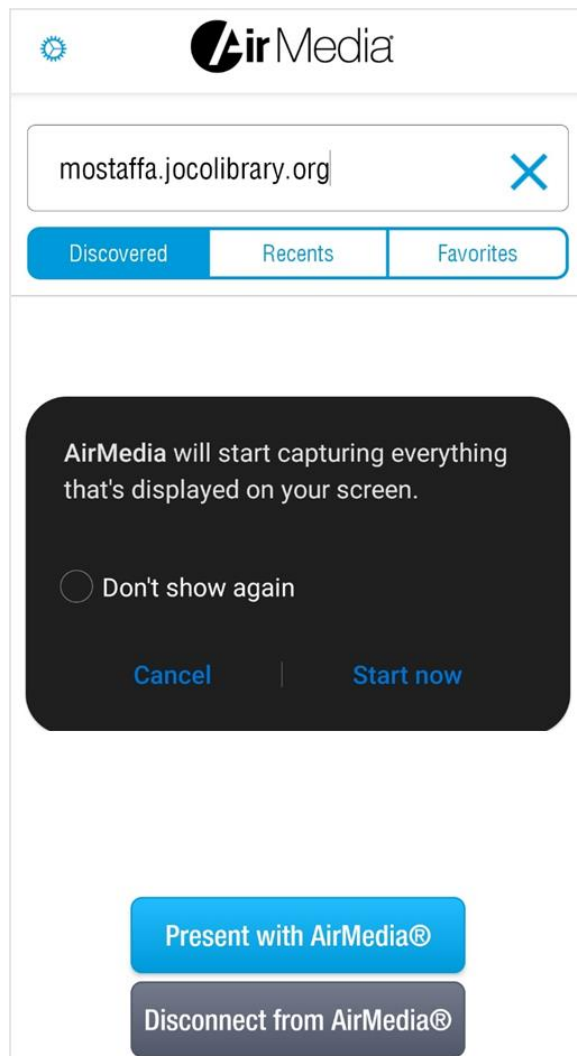 AirMedia
mostaffa.jocolibrary.org
Discovered Recents Favorites
AirMedia will start capturing everything
that's displayed on your screen.
Don't show again
Cancel Start now
Present with AirMedia®
Disconnect from AirMedia®